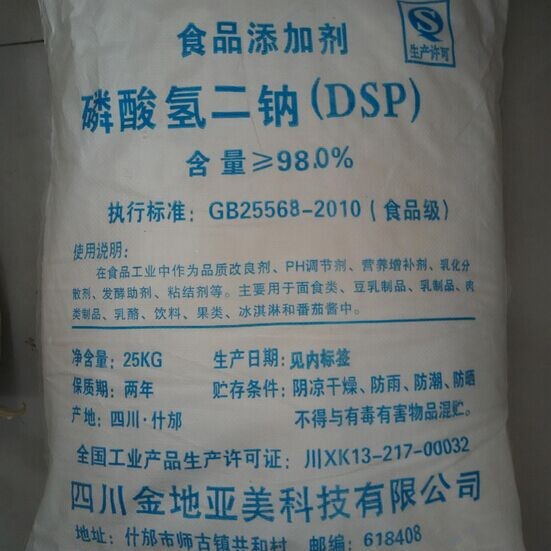 食品添加剂
生产许可
磷酸氢二钠(DSP)
含量≥98.0%
执行标准：GB25568-2010（食品级）
使用说明：
在食品工业中作为品质改良剂、PH调节剂、营养增补剂、乳化分
散剂、发酵助剂、粘结剂等。主要用于面食类、豆乳制品、乳制品、肉
类制品、乳酪、饮料、果类、冰淇淋和番茄酱中。
净含量：25KG 生产日期：见内标签
保质期：两年 贮存条件：阴凉干燥、防雨、防潮、防晒
产地：四川·什邡 不得与有毒有害物品混贮。
全国工业产品生产许可证：川XK13-217-00032
四川金地亚美科技有限公司
地址：什邡市师古镇共和村 邮编：618408